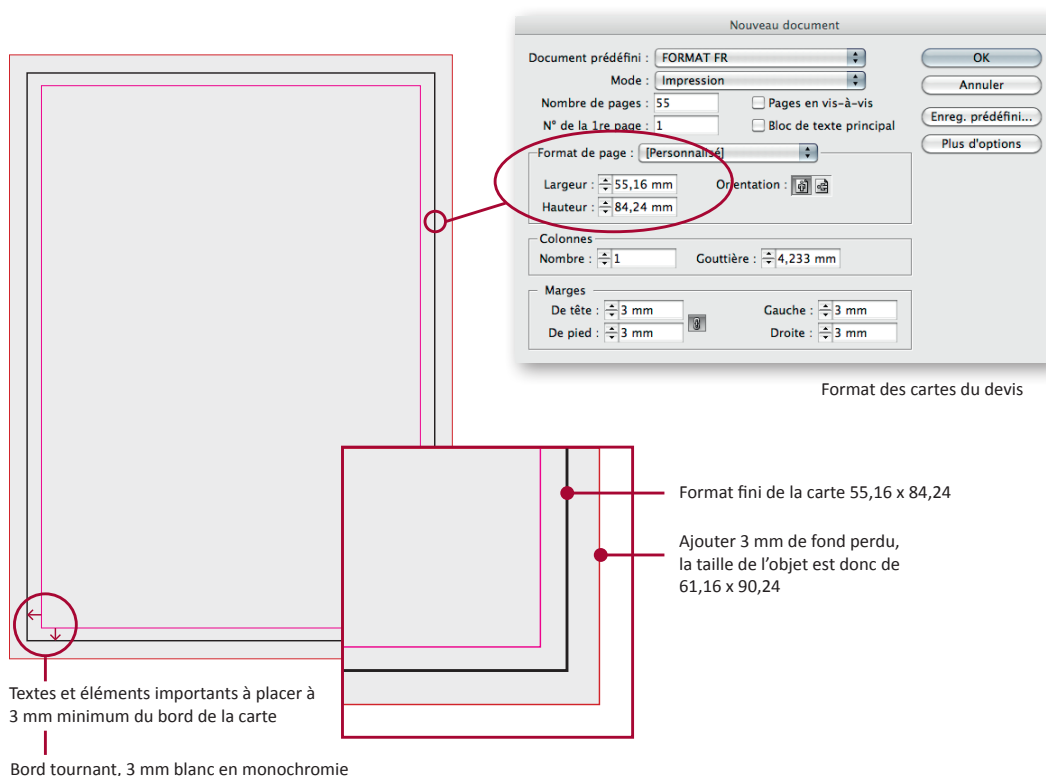 Nouveau document
Document prédéfini : FORMAT FR
OK
Mode : Impression
Annuler
Nombre de pages : 55
Pages en vis-à-vis
Enreg. prédéfini...
N° de la 1re page : 1
Bloc de texte principal
Plus d'options
Format de page : [Personnalisé]
Largeur : 55,16 mm
Orientation :
Hauteur : 84,24 mm
Colonnes
Nombre : 1
Gouttière : 4,233 mm
Marges
De tête : 3 mm
Gauche : 3 mm
De pied : 3 mm
Droite : 3 mm
Format des cartes du devis
Format fini de la carte 55,16 x 84,24
Ajouter 3 mm de fond perdu,
la taille de l’objet est donc de
61,16 x 90,24
Textes et éléments importants à placer à
3 mm minimum du bord de la carte
Bord tournant, 3 mm blanc en monochromie